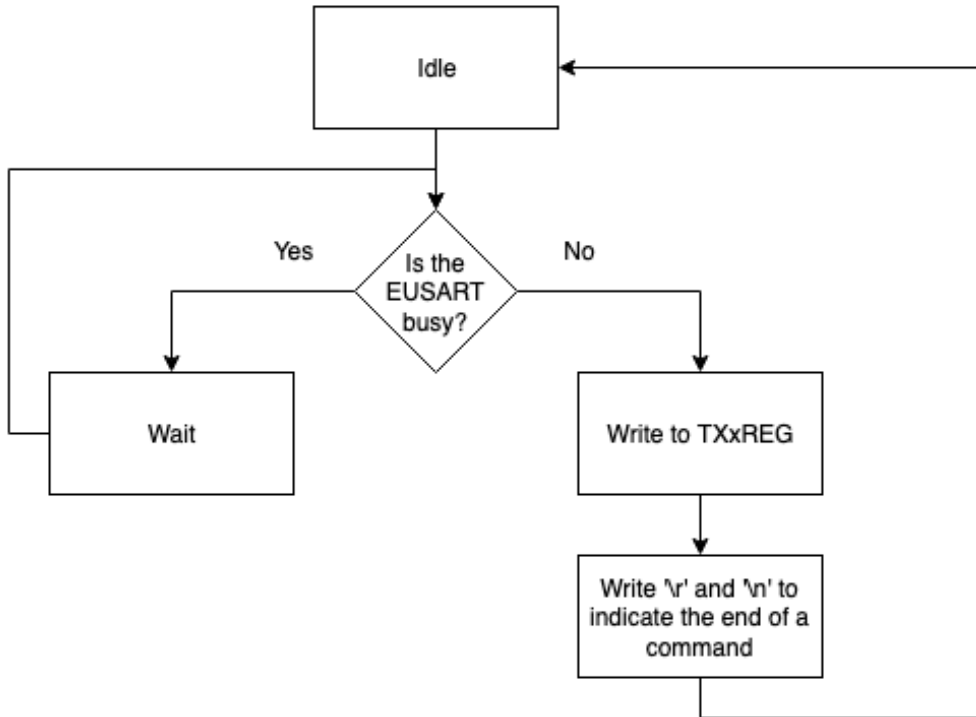 Idle
Yes
No
Is the
EUSART
busy?
Wait
Write to TXxREG
Write '\r' and '\n' to
indicate the end of a
command